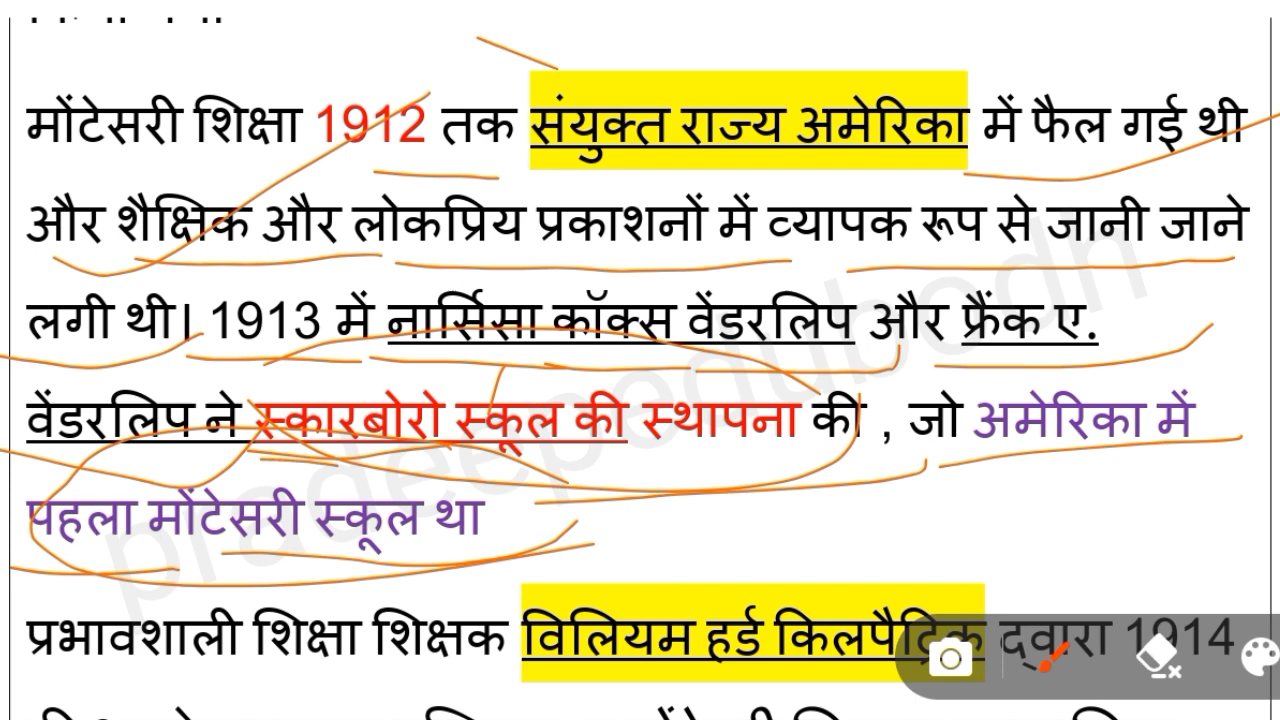 मोंटेसरी शिक्षा 1912 तक संयुक्त राज्य अमेरिका में फैल गई थी
और शैक्षिक और लोकप्रिय प्रकाशनों में व्यापक रूप से जानी जाने
लगी थी। 1913 में नार्सिसा कॉक्स वेंडरलिप और फ्रैंक ए.
वेंडरलिप ने स्कारबोरो स्कूल की स्थापना की , जो अमेरिका में
पहला मोंटेसरी स्कूल था
प्रभावशाली शिक्षा शिक्षक विलियम हर्ड किलपैट्रिक द्वारा 1914
pradeepedubodh